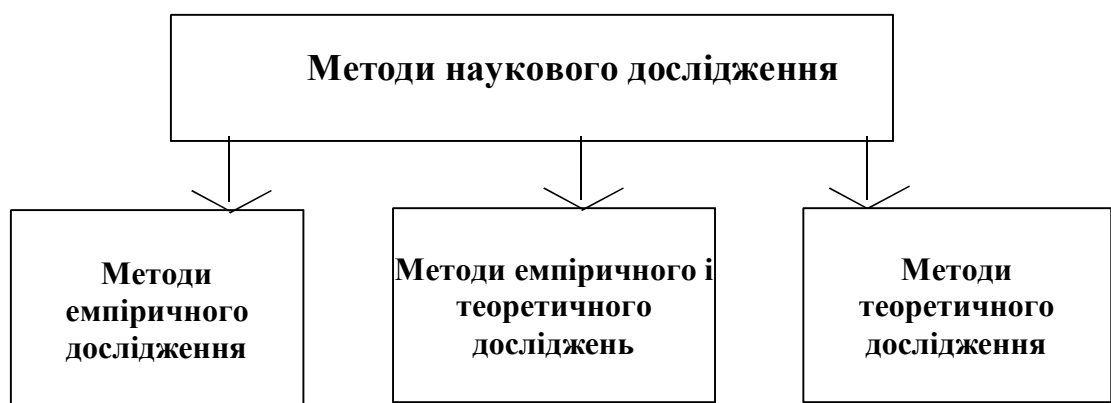 Методи наукового дослідження
Методи
емпіричного
дослідження
Методи емпіричного і
теоретичного
досліджень
Методи
теоретичного
дослідження